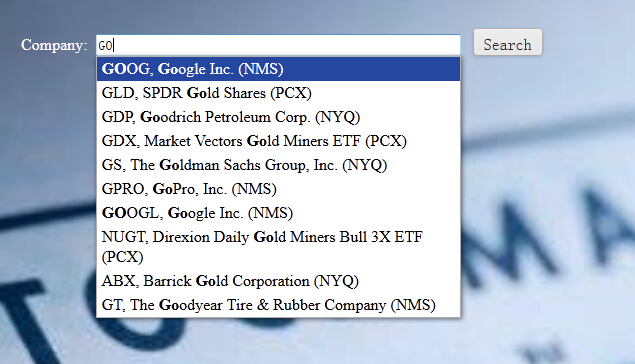 Company: GO Search
GOOG, Google Inc. (NMS)
GLD, SPDR Gold Shares (PCX)
GDP, Goodrich Petroleum Corp. (NYQ)
GDX, Market Vectors Gold Miners ETF (PCX)
GS, The Goldman Sachs Group, Inc. (NYQ)
GPRO, GoPro, Inc. (NMS)
GOOGL, Google Inc. (NMS)
NUGT, Direxion Daily Gold Miners Bull 3X ETF
(PCX)
ABX, Barrick Gold Corporation (NYQ)
GT, The Goodyear Tire & Rubber Company (NMS)